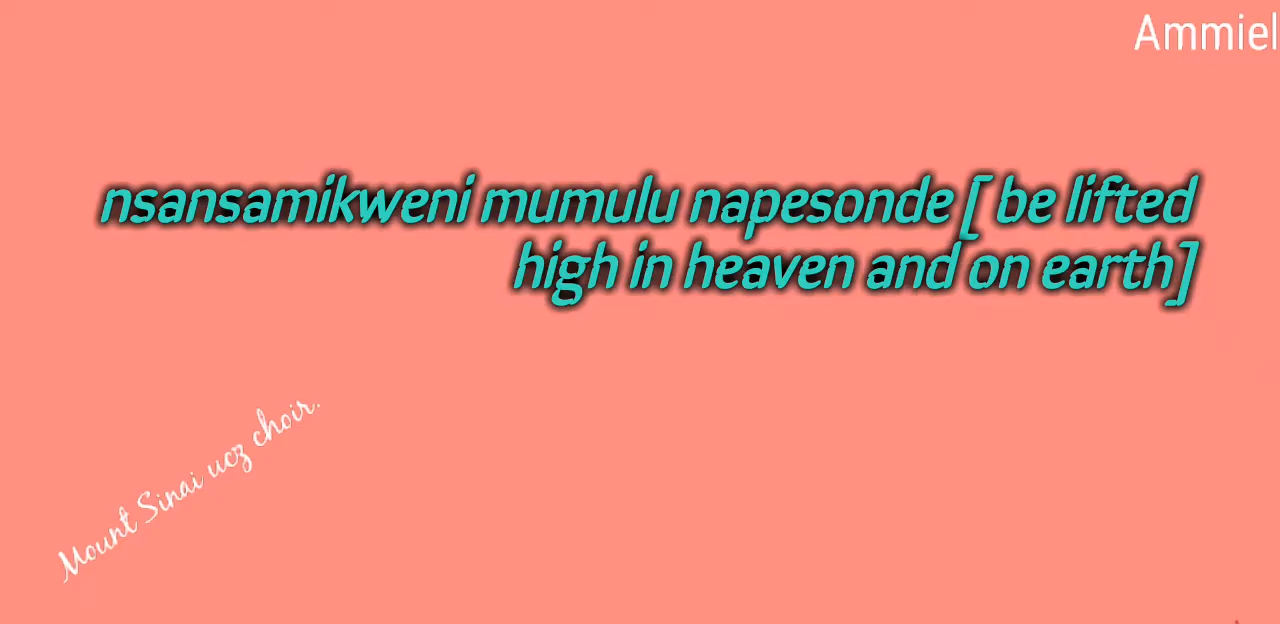 Ammiel
nsansamikweni mumulu napesonde [ be lifted
high in heaven and on earth]
Mount Sinai ucz choir.